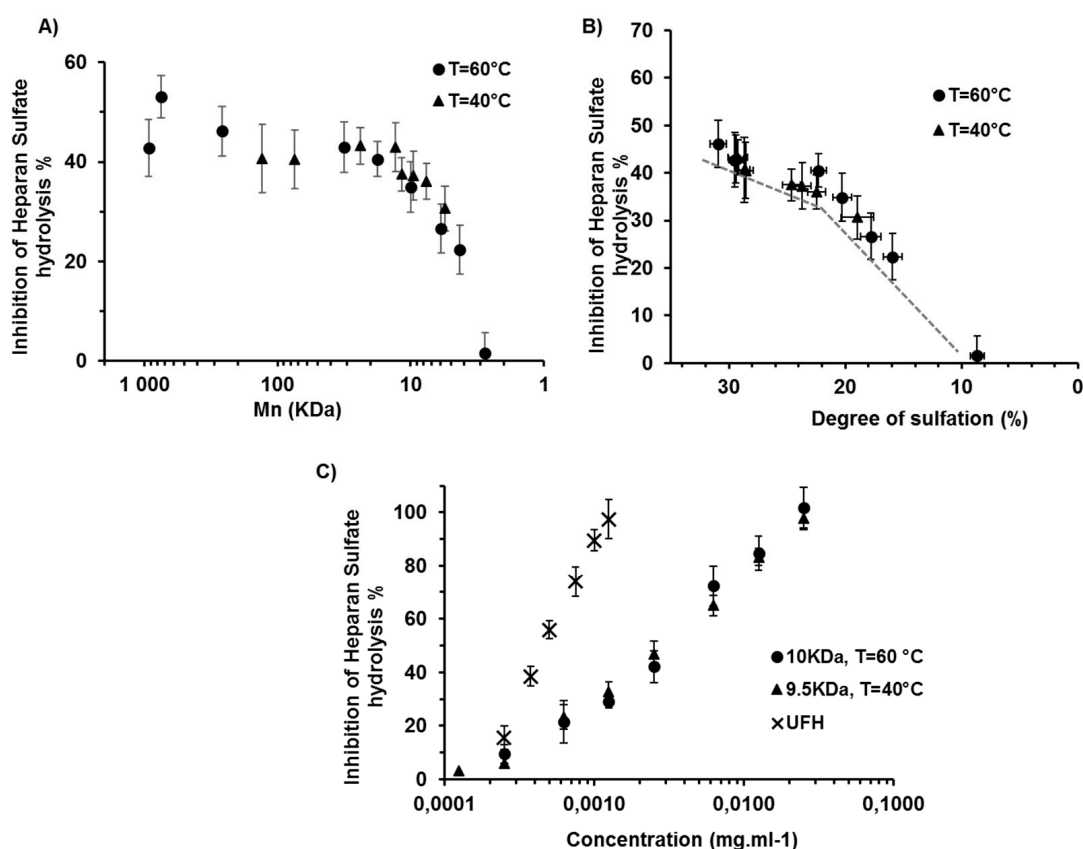 A)
Inhibition of Heparan Sulfate
hydrolysis %
60
40
20
0
T=60°C
T=40°C
1 000
100
10
1
Mn (KDa)
B)
Inhibition of Heparan Sulfate
hydrolysis %
70
60
50
40
30
20
10
0
T=60°C
T=40°C
30
20
10
0
Degree of sulfation (%)
C)
Inhibition of Heparan Sulfate
hydrolysis %
100
80
60
40
20
0
10KDa, T=60 °C
9.5KDa, T=40°C
UFH
0,0001
0,0010
0,0100
0,1000
Concentration (mg.ml-1)